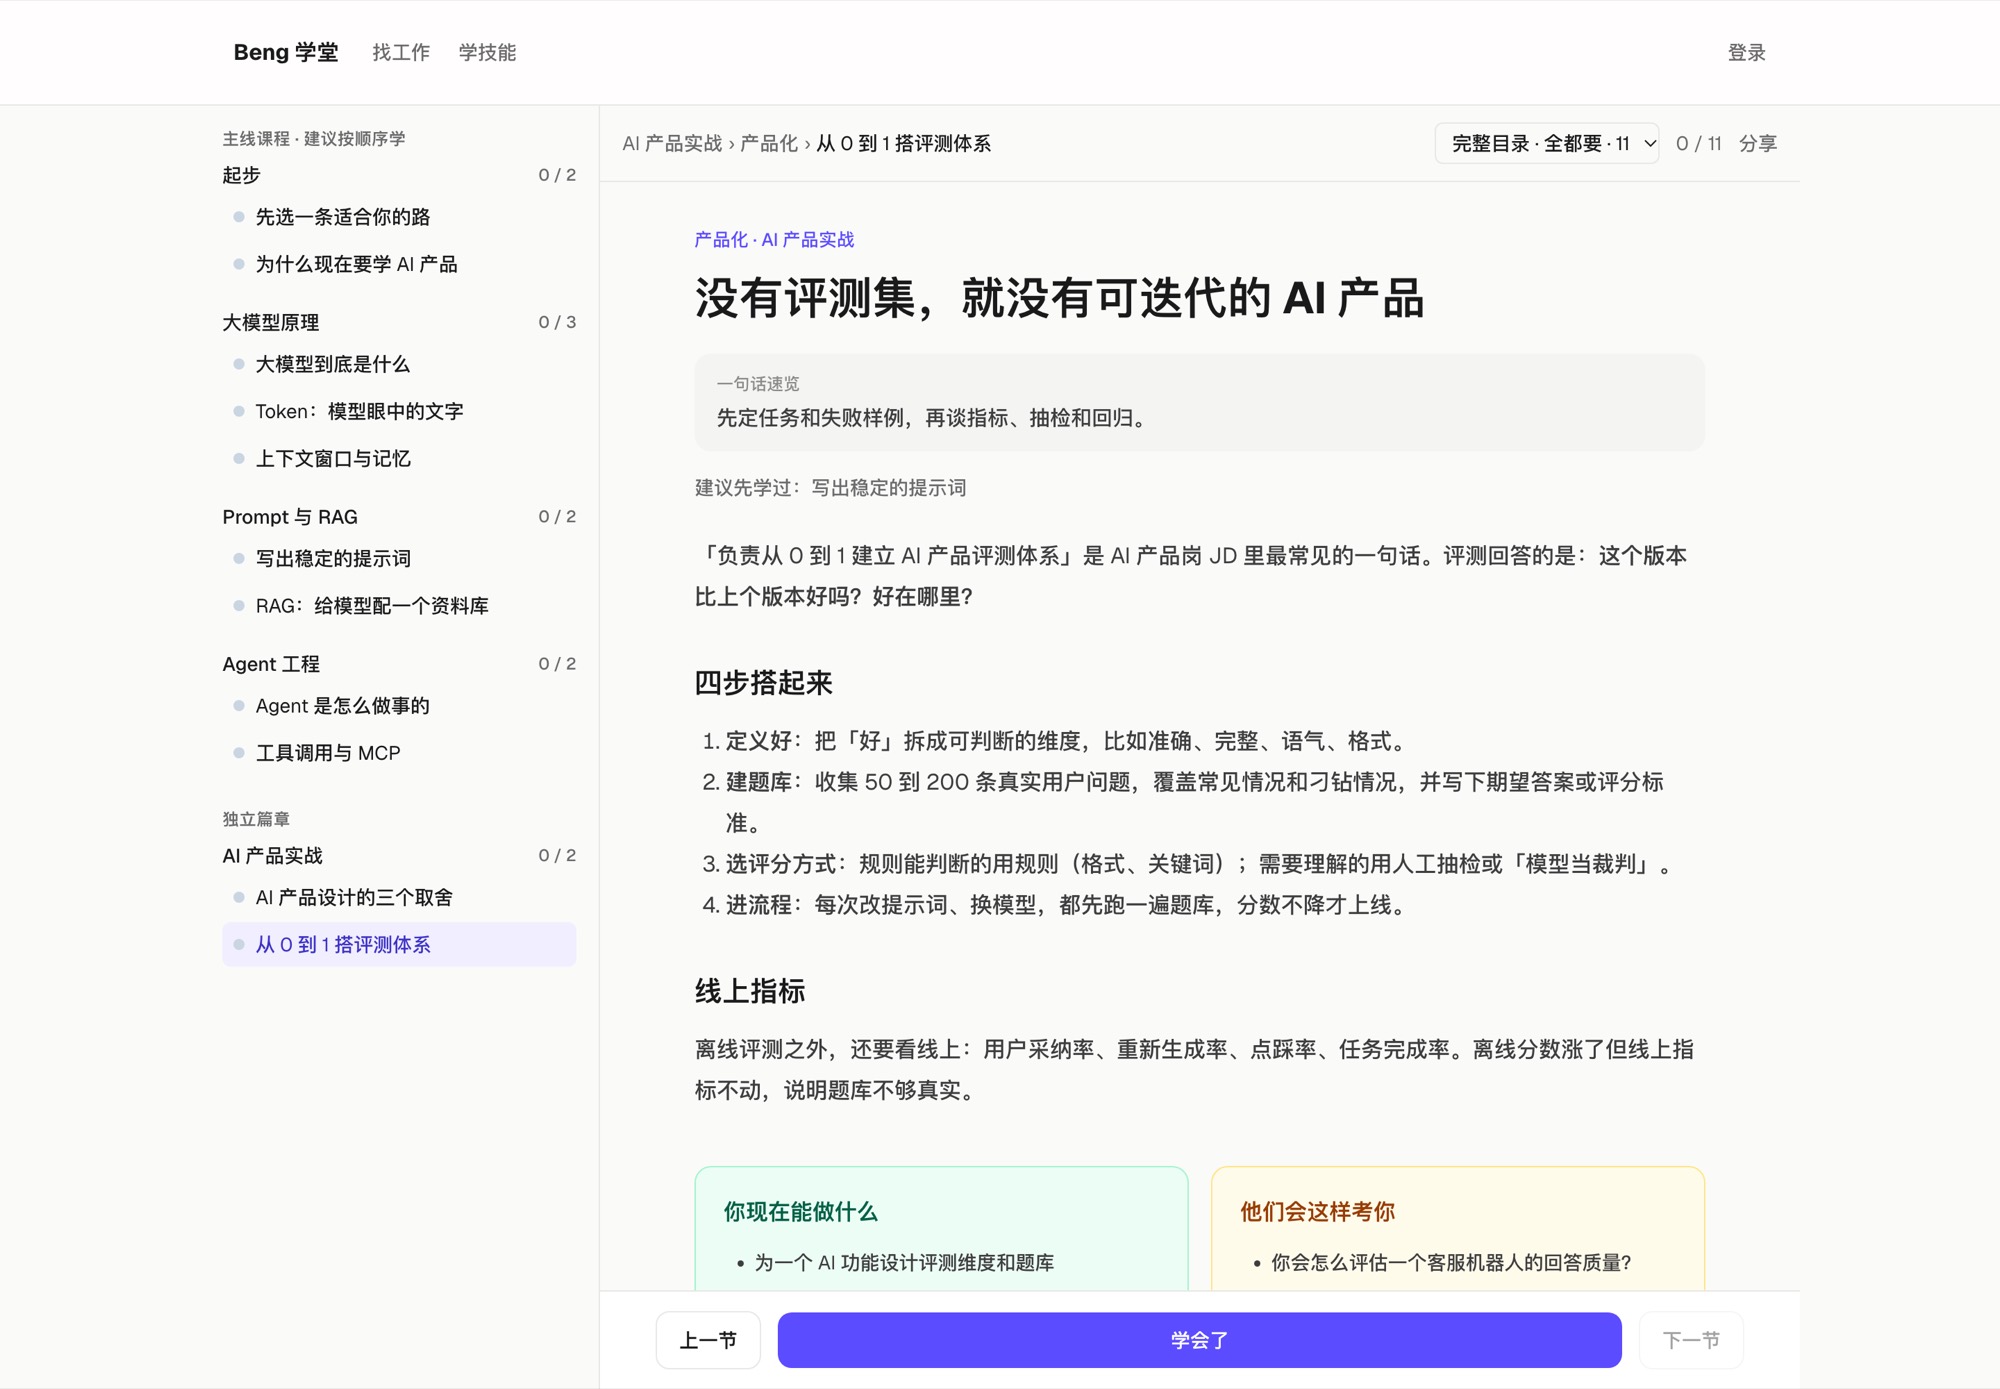 Beng 学堂
找工作
学技能
登录
主线课程 · 建议按顺序学
起步
0 / 2
先选一条适合你的路
为什么现在要学 AI 产品
大模型原理
0 / 3
大模型到底是什么
Token：模型眼中的文字
上下文窗口与记忆
Prompt 与 RAG
0 / 2
写出稳定的提示词
RAG：给模型配一个资料库
Agent 工程
0 / 2
Agent 是怎么做事的
工具调用与 MCP
独立篇章
AI 产品实战
0 / 2
AI 产品设计的三个取舍
从 0 到 1 搭评测体系
AI 产品实战 › 产品化 › 从 0 到 1 搭评测体系
完整目录 · 全都要 · 11
0 / 11
分享
产品化 · AI 产品实战
没有评测集，就没有可迭代的 AI 产品
一句话速览
先定任务和失败样例，再谈指标、抽检和回归。
建议先学过：写出稳定的提示词
「负责从 0 到 1 建立 AI 产品评测体系」是 AI 产品岗 JD 里最常见的一句话。评测回答的是：这个版本
比上个版本好吗？好在哪里？
四步搭起来
1. 定义好：把「好」拆成可判断的维度，比如准确、完整、语气、格式。
2. 建题库：收集 50 到 200 条真实用户问题，覆盖常见情况和刁钻情况，并写下期望答案或评分标
准。
3. 选评分方式：规则能判断的用规则（格式、关键词）；需要理解的用人工抽检或「模型当裁判」。
4. 进流程：每次改提示词、换模型，都先跑一遍题库，分数不降才上线。
线上指标
离线评测之外，还要看线上：用户采纳率、重新生成率、点踩率、任务完成率。离线分数涨了但线上指
标不动，说明题库不够真实。
你现在能做什么
• 为一个 AI 功能设计评测维度和题库
他们会这样考你
• 你会怎么评估一个客服机器人的回答质量？
上一节
学会了
下一节